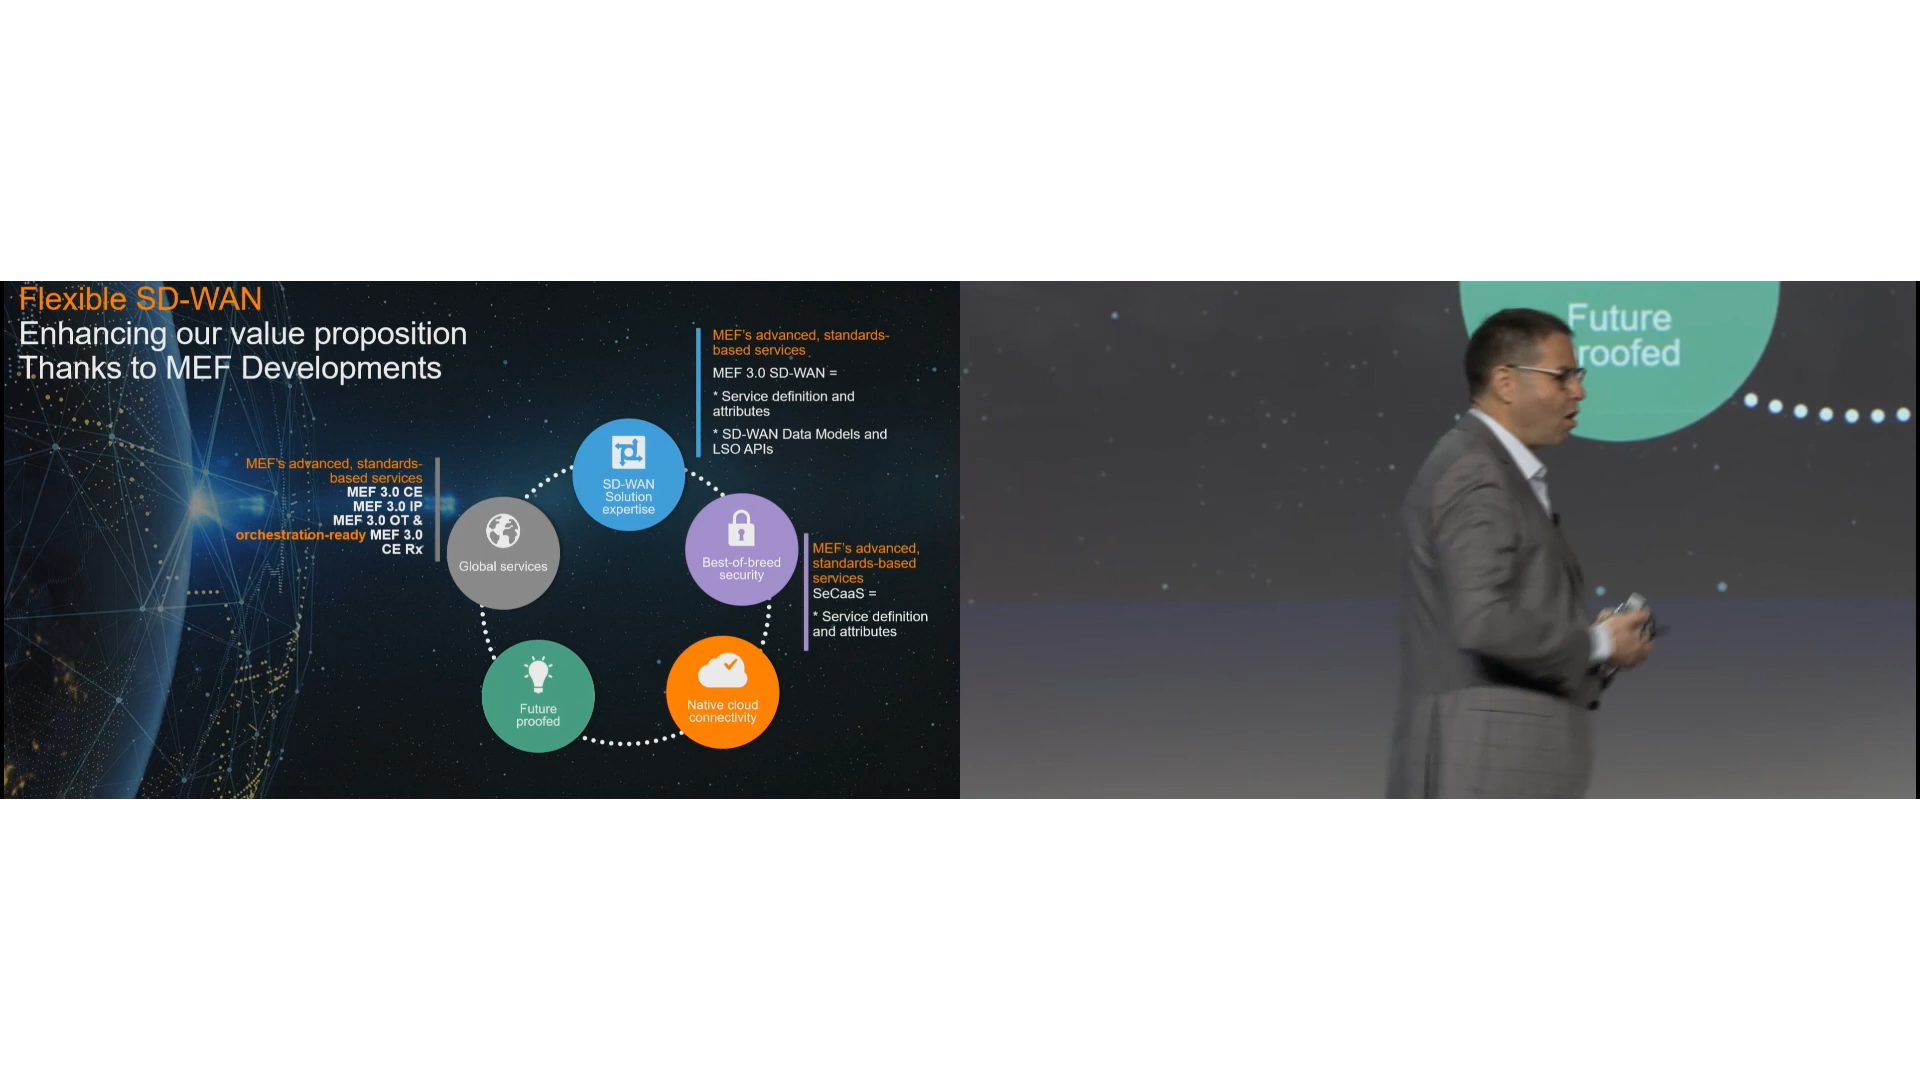 Flexible SD-WAN
Enhancing our value proposition
Thanks to MEF Developments
MEF's advanced, standards-
based services
MEF 3.0 SD-WAN =
* Service definition and
attributes
* SD-WAN Data Models and
LSO APIs
MEF's advanced, standards-
based services
MEF 3.0 CE
MEF 3.0 IP
MEF 3.0 OT &
orchestration-ready MEF 3.0
CE Rx
SD-WAN
Solution
expertise
Global services
Best-of-breed
security
MEF's advanced,
standards-based
services
SeCaaS =
* Service definition
and attributes
Future
proofed
Native cloud
connectivity
Future
roofed